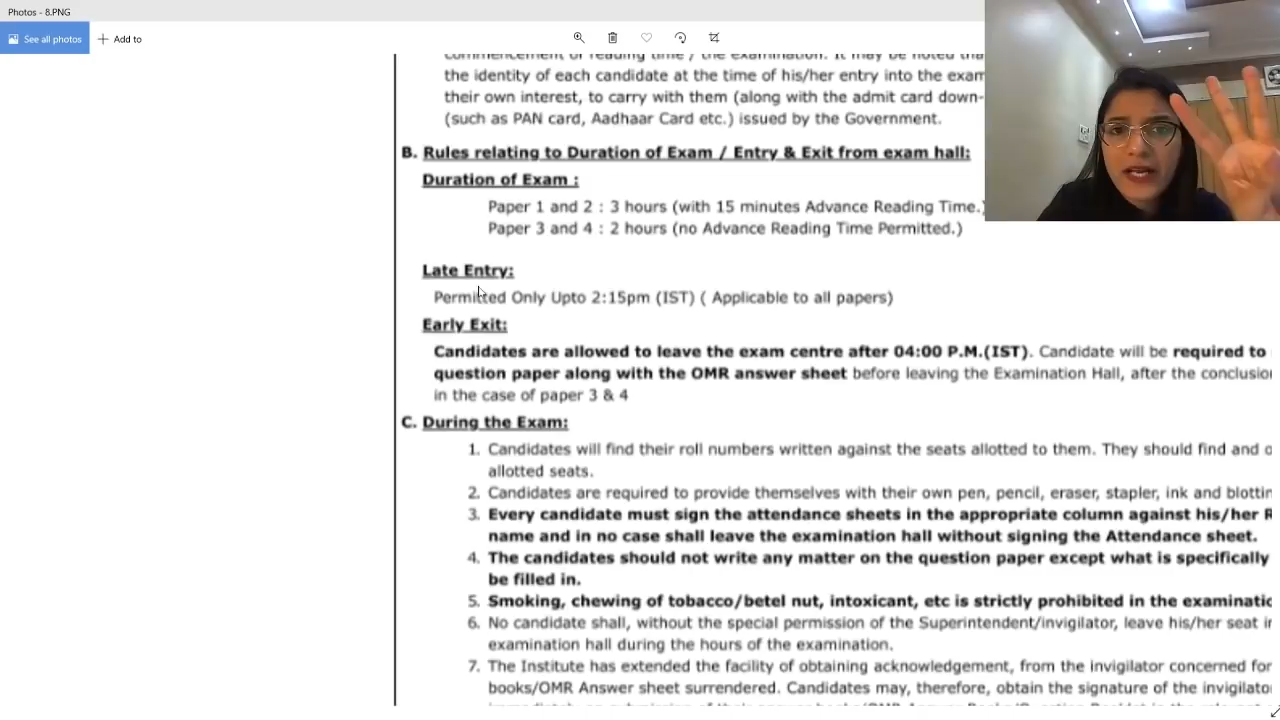 Photos - 8.PNG
See all photos
Add to
commencement of reading time / the examination. It may be noted tha
the identity of each candidate at the time of his/her entry into the exam
their own interest, to carry with them (along with the admit card down-
(such as PAN card, Aadhaar Card etc.) issued by the Government.
B. Rules relating to Duration of Exam / Entry & Exit from exam hall:
Duration of Exam :
Paper 1 and 2 : 3 hours (with 15 minutes Advance Reading Time.)
Paper 3 and 4 : 2 hours (no Advance Reading Time Permitted.)
Late Entry:
Permitted Only Upto 2:15pm (IST) ( Applicable to all papers)
Early Exit:
Candidates are allowed to leave the exam centre after 04:00 P.M.(IST). Candidate will be required to
question paper along with the OMR answer sheet before leaving the Examination Hall, after the conclusio
in the case of paper 3 & 4
C. During the Exam:
1. Candidates will find their roll numbers written against the seats allotted to them. They should find and o
allotted seats.
2. Candidates are required to provide themselves with their own pen, pencil, eraser, stapler, ink and blottin
3. Every candidate must sign the attendance sheets in the appropriate column against his/her R
name and in no case shall leave the examination hall without signing the Attendance sheet.
4. The candidates should not write any matter on the question paper except what is specifically
be filled in.
5. Smoking, chewing of tobacco/betel nut, intoxicant, etc is strictly prohibited in the examinatio
6. No candidate shall, without the special permission of the Superintendent/invigilator, leave his/her seat in
examination hall during the hours of the examination.
7. The Institute has extended the facility of obtaining acknowledgement, from the invigilator concerned for
books/OMR Answer sheet surrendered. Candidates may, therefore, obtain the signature of the invigilato